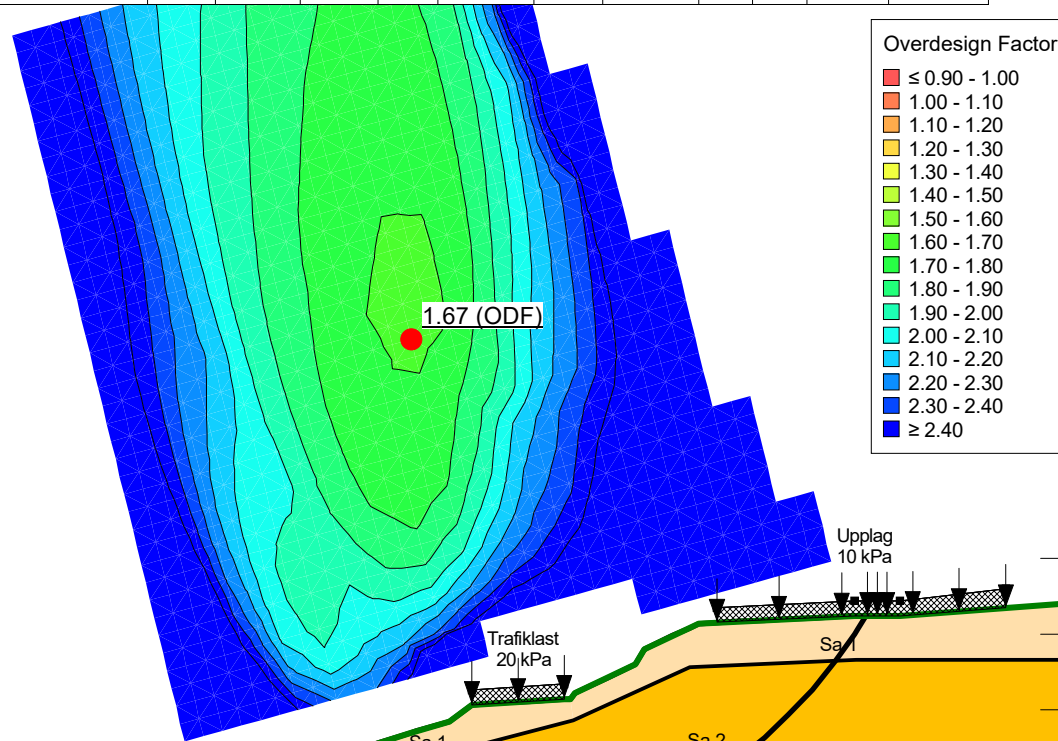 Overdesign Factor
≤ 0.90 - 1.00
1.00 - 1.10
1.10 - 1.20
1.20 - 1.30
1.30 - 1.40
1.40 - 1.50
1.50 - 1.60
1.60 - 1.70
1.70 - 1.80
1.80 - 1.90
1.90 - 2.00
2.00 - 2.10
2.10 - 2.20
2.20 - 2.30
2.30 - 2.40
≥ 2.40
1.67 (ODF)
Upplag
10 kPa
Trafiklast
20 kPa
Sa 1
Sa 1
Sa 2